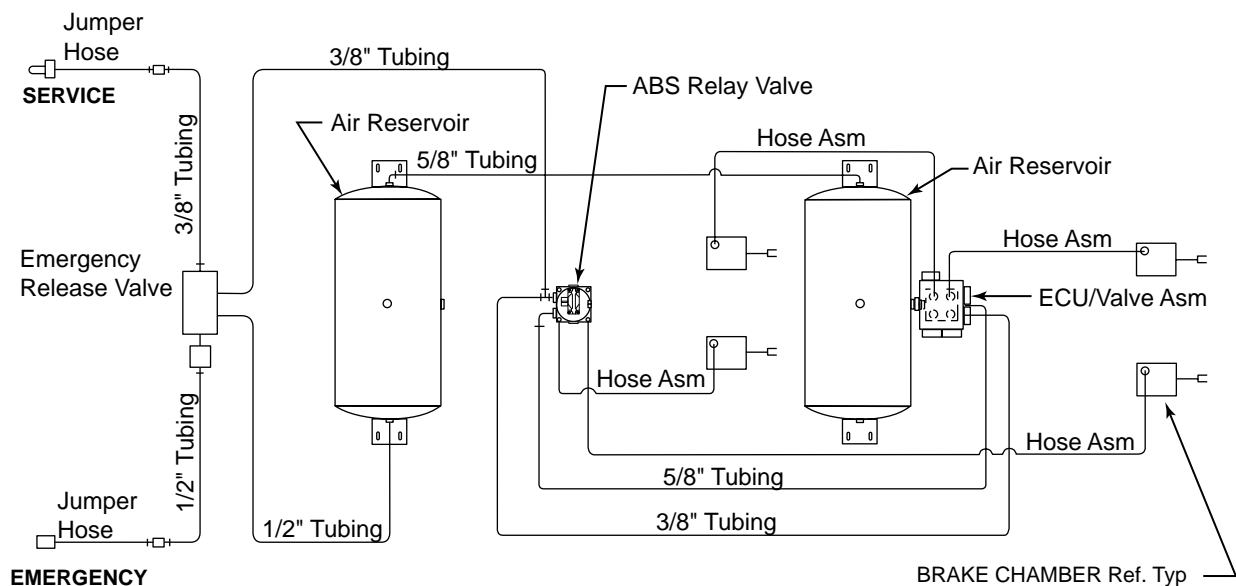 Jumper
Hose
SERVICE
3/8" Tubing
3/8" Tubing
ABS Relay Valve
Air Reservoir
Hose Asm
5/8" Tubing
Air Reservoir
Emergency
Release Valve
Hose Asm
ECU/Valve Asm
Hose Asm
1/2" Tubing
Hose Asm
5/8" Tubing
Jumper
Hose
1/2" Tubing
3/8" Tubing
EMERGENCY
BRAKE CHAMBER Ref. Typ